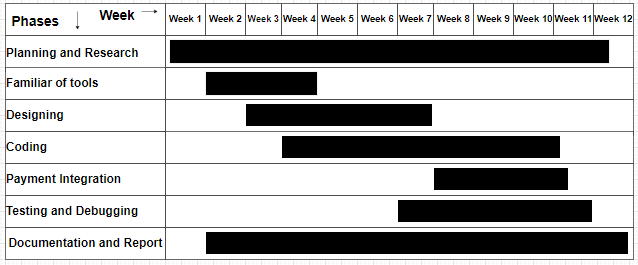 Phases Week Week 1 Week 2 Week 3 Week 4 Week 5 Week 6 Week 7 Week 8 Week 9 Week 10 Week 11 Week 12
Planning and Research
Familiar of tools
Designing
Coding
Payment Integration
Testing and Debugging
Documentation and Report